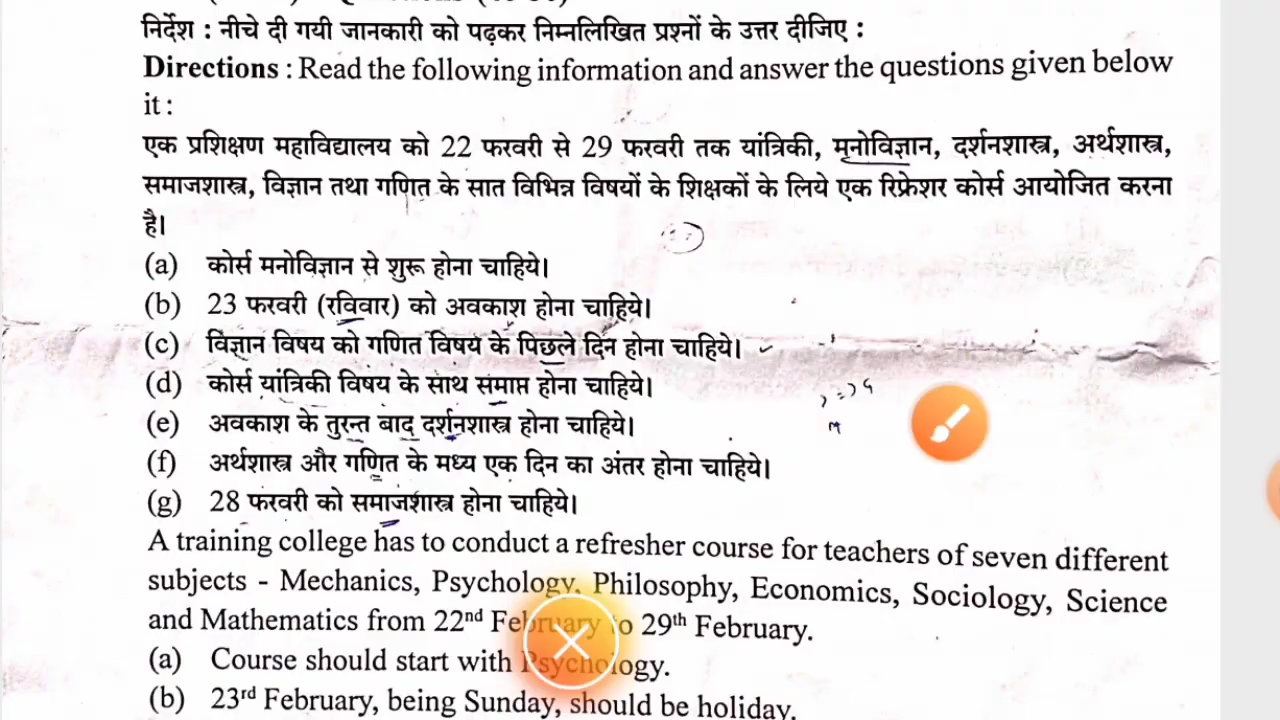 निर्देश : नीचे दी गयी जानकारी को पढ़कर निम्नलिखित प्रश्नों के उत्तर दीजिए :
Directions : Read the following information and answer the questions given below
it :
एक प्रशिक्षण महाविद्यालय को 22 फरवरी से 29 फरवरी तक यांत्रिकी, मनोविज्ञान, दर्शनशास्त्र, अर्थशास्त्र,
समाजशास्त्र, विज्ञान तथा गणित के सात विभिन्न विषयों के शिक्षकों के लिये एक रिफ्रेशर कोर्स आयोजित करना
है।
(a) कोर्स मनोविज्ञान से शुरू होना चाहिये।
(b) 23 फरवरी (रविवार) को अवकाश होना चाहिये।
(c) विज्ञान विषय को गणित विषय के पिछले दिन होना चाहिये।
(d) कोर्स यांत्रिकी विषय के साथ समाप्त होना चाहिये।
(e) अवकाश के तुरन्त बाद दर्शनशास्त्र होना चाहिये।
(f) अर्थशास्त्र और गणित के मध्य एक दिन का अंतर होना चाहिये।
(g) 28 फरवरी को समाजशास्त्र होना चाहिये।
A training college has to conduct a refresher course for teachers of seven different
subjects - Mechanics, Psychology, Philosophy, Economics, Sociology, Science
and Mathematics from 22nd February to 29th February.
(a) Course should start with Psychology.
(b) 23rd February, being Sunday, should be holiday.